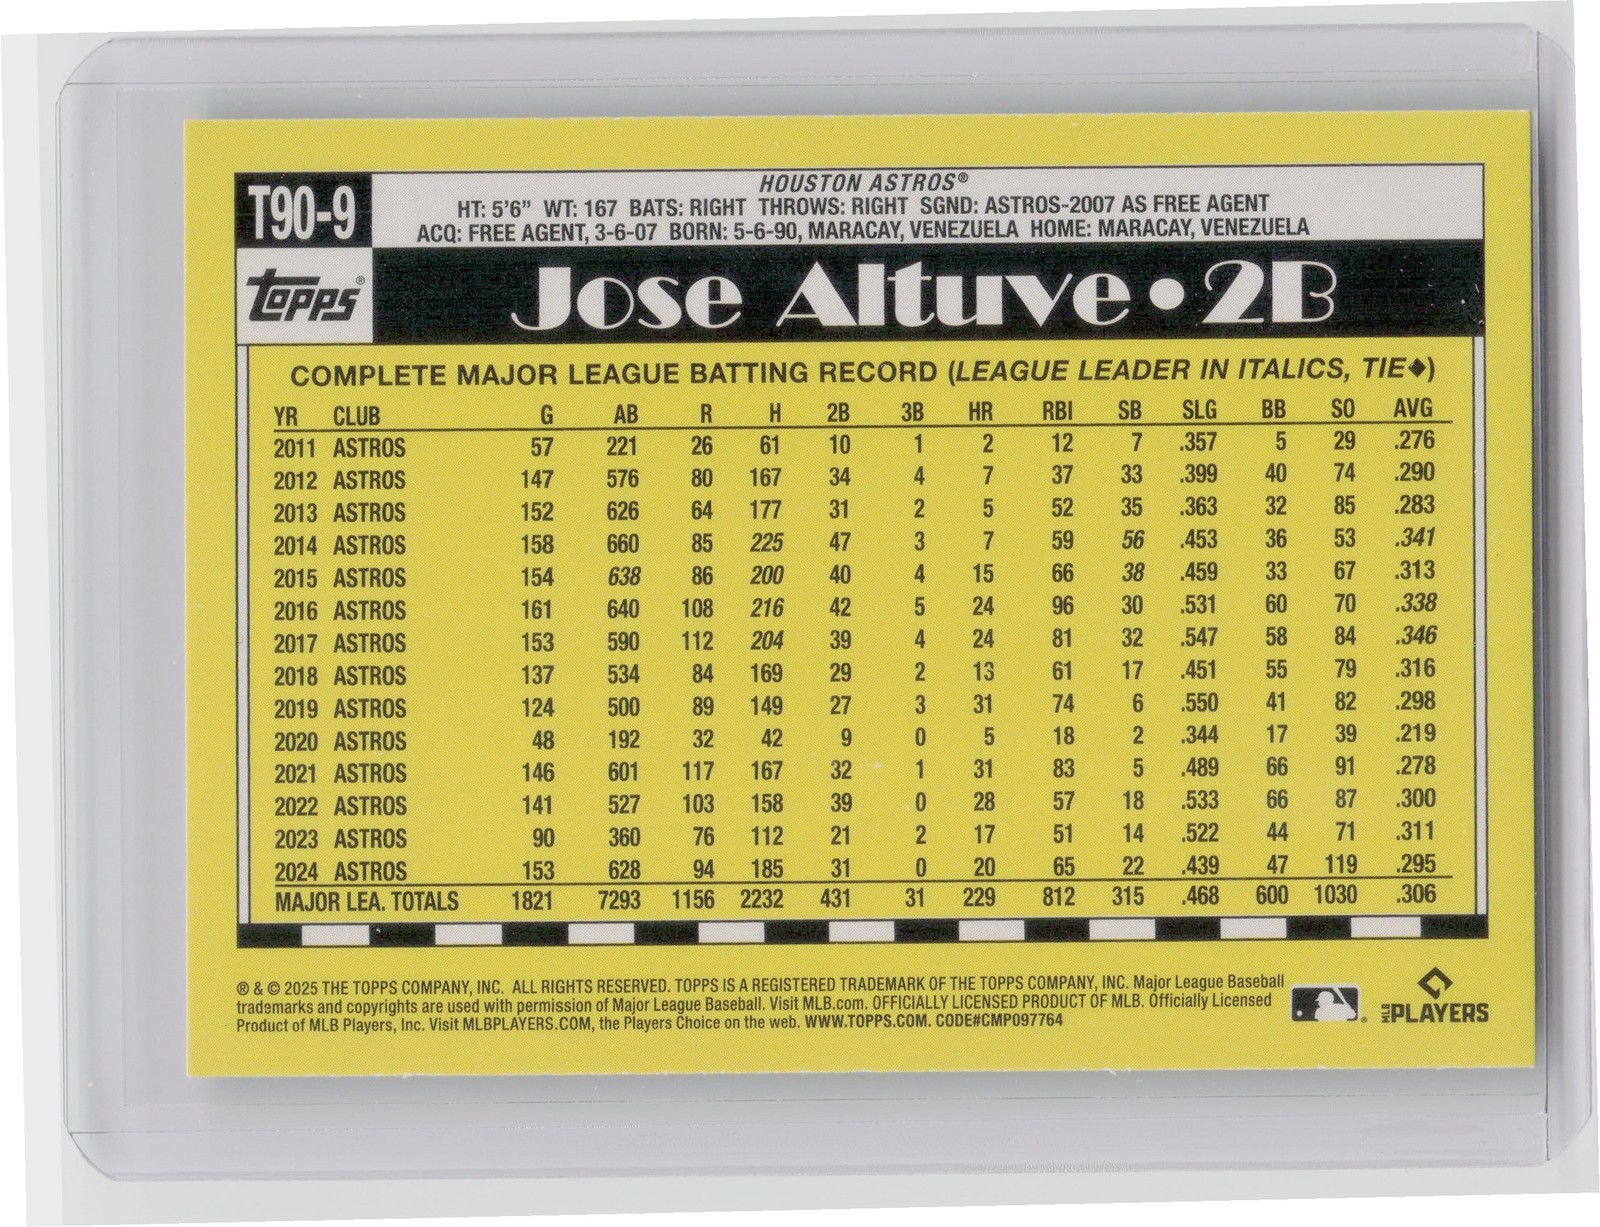 T90-9
HOUSTON ASTROS®
HT: 5'6" WT: 167 BATS: RIGHT THROWS: RIGHT SGND: ASTROS-2007 AS FREE AGENT
ACQ: FREE AGENT, 3-6-07 BORN: 5-6-90, MARACAY, VENEZUELA HOME: MARACAY, VENEZUELA
topps®
Jose Altuve • 2B
COMPLETE MAJOR LEAGUE BATTING RECORD (LEAGUE LEADER IN ITALICS, TIE◆)
YR CLUB G AB R H 2B 3B HR RBI SB SLG BB SO AVG
2011 ASTROS 57 221 26 61 10 1 2 12 7 .357 5 29 .276
2012 ASTROS 147 576 80 167 34 4 7 37 33 .399 40 74 .290
2013 ASTROS 152 626 64 177 31 2 5 52 35 .363 32 85 .283
2014 ASTROS 158 660 85 225 47 3 7 59 56 .453 36 53 .341
2015 ASTROS 154 638 86 200 40 4 15 66 38 .459 33 67 .313
2016 ASTROS 161 640 108 216 42 5 24 96 30 .531 60 70 .338
2017 ASTROS 153 590 112 204 39 4 24 81 32 .547 58 84 .346
2018 ASTROS 137 534 84 169 29 2 13 61 17 .451 55 79 .316
2019 ASTROS 124 500 89 149 27 3 31 74 6 .550 41 82 .298
2020 ASTROS 48 192 32 42 9 0 5 18 2 .344 17 39 .219
2021 ASTROS 146 601 117 167 32 1 31 83 5 .489 66 91 .278
2022 ASTROS 141 527 103 158 39 0 28 57 18 .533 66 87 .300
2023 ASTROS 90 360 76 112 21 2 17 51 14 .522 44 71 .311
2024 ASTROS 153 628 94 185 31 0 20 65 22 .439 47 119 .295
MAJOR LEA. TOTALS 1821 7293 1156 2232 431 31 229 812 315 .468 600 1030 .306
® & © 2025 THE TOPPS COMPANY, INC. ALL RIGHTS RESERVED. TOPPS IS A REGISTERED TRADEMARK OF THE TOPPS COMPANY, INC. Major League Baseball
trademarks and copyrights are used with permission of Major League Baseball. Visit MLB.com. OFFICIALLY LICENSED PRODUCT OF MLB. Officially Licensed
Product of MLB Players, Inc. Visit MLBPLAYERS.COM, the Players Choice on the web. WWW.TOPPS.COM. CODE#CMP097764
MLB PLAYERS